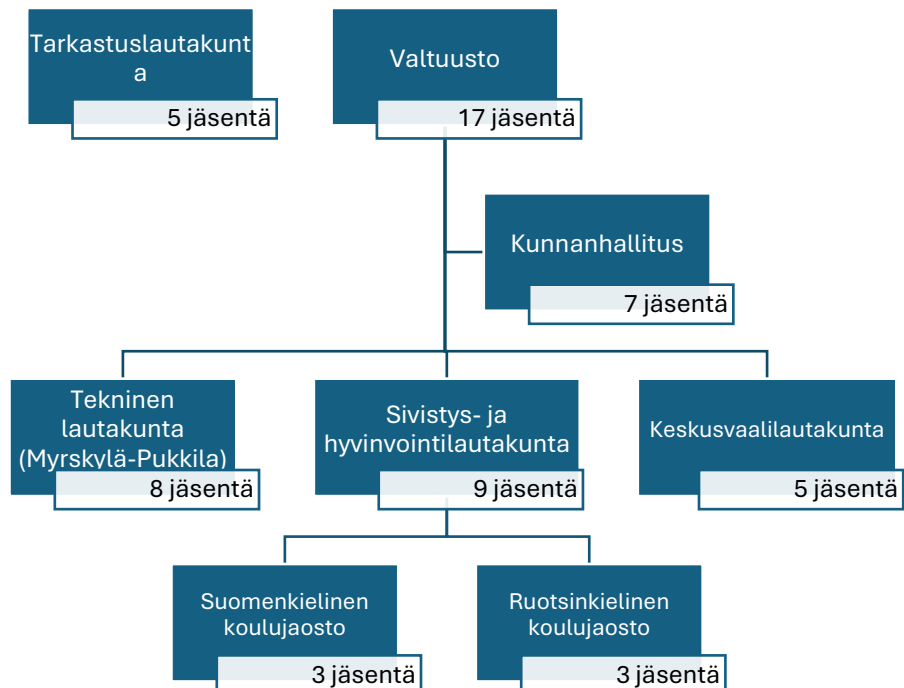 Tarkastuslautakunt
a
5 jäsentä
Valtuusto
17 jäsentä
Kunnanhallitus
7 jäsentä
Tekninen
lautakunta
(Myrskylä-Pukkila)
8 jäsentä
Sivistys- ja
hyvinvointilautakunta
9 jäsentä
Keskusvaalilautakunta
5 jäsentä
Suomenkielinen
koulujaosto
3 jäsentä
Ruotsinkielinen
koulujaosto
3 jäsentä